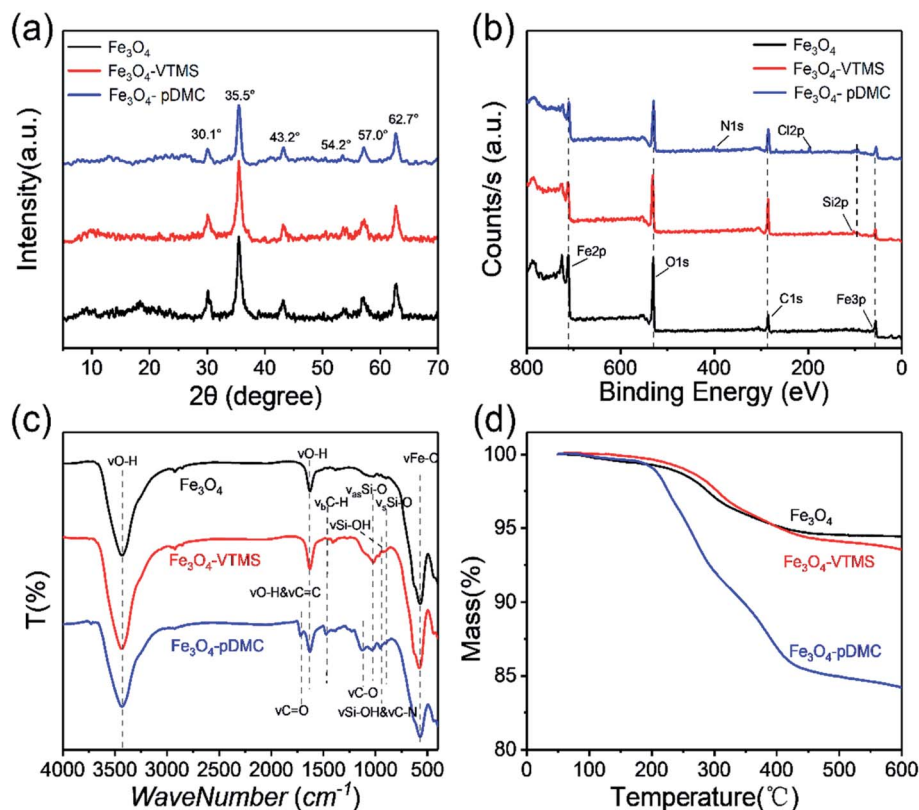 (a)
Fe₃O₄
Fe₃O₄-VTMS
Fe₃O₄- pDMC
30.1°
35.5°
43.2°
54.2°
57.0°
62.7°
Intensity(a.u.)
10 20 30 40 50 60 70
2θ (degree)
(b)
Fe₃O₄
Fe₃O₄-VTMS
Fe₃O₄- pDMC
N1s
Cl2p
Si2p
Fe2p
O1s
C1s
Fe3p
Counts/s (a.u.)
800 600 400 200 0
Binding Energy (eV)
(c)
vO-H
vO-H
vFe-O
Fe₃O₄
v_bC-H
v_asSi-O
v_sSi-O
vSi-OH
Fe₃O₄-VTMS
vO-H&vC=C
Fe₃O₄-pDMC
vC-O
vC=O
vSi-OH&vC-N
T(%)
4000 3500 3000 2500 2000 1500 1000 500
WaveNumber (cm⁻¹)
(d)
100
95
90
85
80
Fe₃O₄
Fe₃O₄-VTMS
Fe₃O₄-pDMC
Mass(%)
0 100 200 300 400 500 600
Temperature(℃)